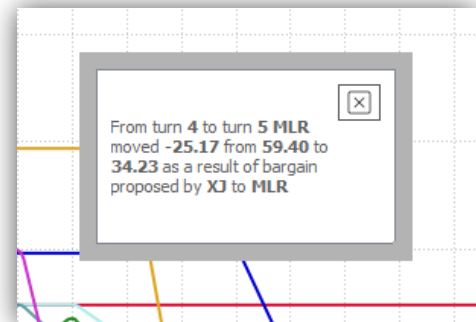 From turn 4 to turn 5 MLR
moved -25.17 from 59.40 to
34.23 as a result of bargain
proposed by XJ to MLR